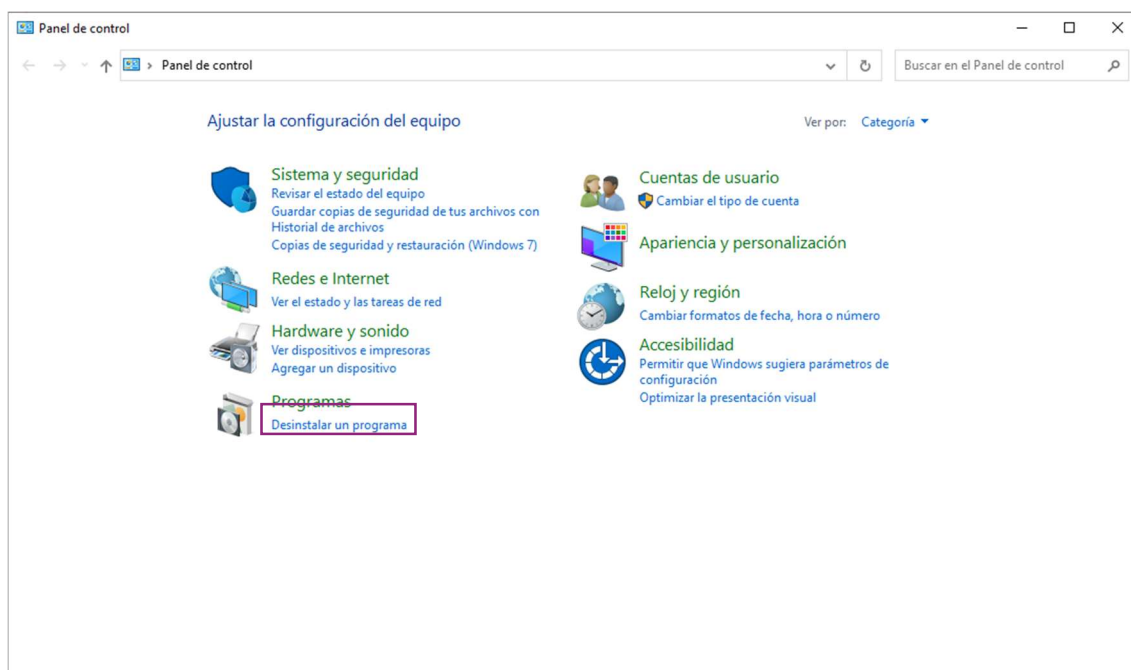 Panel de control
Panel de control
Buscar en el Panel de control
Ajustar la configuración del equipo
Ver por: Categoría
Sistema y seguridad
Revisar el estado del equipo
Guardar copias de seguridad de tus archivos con
Historial de archivos
Copias de seguridad y restauración (Windows 7)
Redes e Internet
Ver el estado y las tareas de red
Hardware y sonido
Ver dispositivos e impresoras
Agregar un dispositivo
Programas
Desinstalar un programa
Cuentas de usuario
Cambiar el tipo de cuenta
Apariencia y personalización
Reloj y región
Cambiar formatos de fecha, hora o número
Accesibilidad
Permitir que Windows sugiera parámetros de
configuración
Optimizar la presentación visual